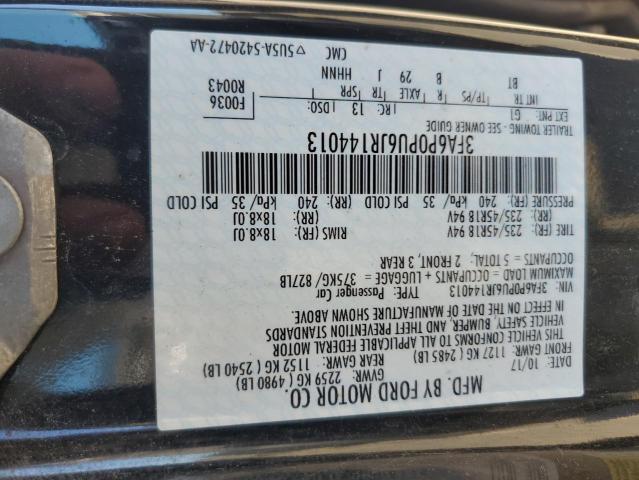 MFD. BY FORD MOTOR CO.
DATE: 10/17 GVWR: 2259 KG ( 4980 LB)
FRONT GAWR: 1127 KG ( 2485 LB) REAR GAWR: 1152 KG ( 2540 LB)
THIS VEHICLE CONFORMS TO ALL APPLICABLE FEDERAL MOTOR
VEHICLE SAFETY, BUMPER, AND THEFT PREVENTION STANDARDS
IN EFFECT ON THE DATE OF MANUFACTURE SHOWN ABOVE.
VIN: 3FA6P0PU6JR144013 TYPE: Passenger Car
MAXIMUM LOAD = OCCUPANTS + LUGGAGE = 375KG/ 827LB
OCCUPANTS = 5 TOTAL, 2 FRONT, 3 REAR
TIRE (FR): 235/45R18 94V RIMS (FR): 18x8.0J
(RR): 235/45R18 94V (RR): 18x8.0J
PRESSURE (FR): 240 kPa/ 35 PSI COLD (RR): 240 kPa/ 35 PSI COLD
3FA6P0PU6JR144013
TRAILER TOWING - SEE OWNER GUIDE
EXT PNT: G1 RC: 13 DSO: F0036
INT TR TP/PS R AXLE TR SPR R0043
BT B 29 J HHNN
CMC ▽5U5A-5420472-AA